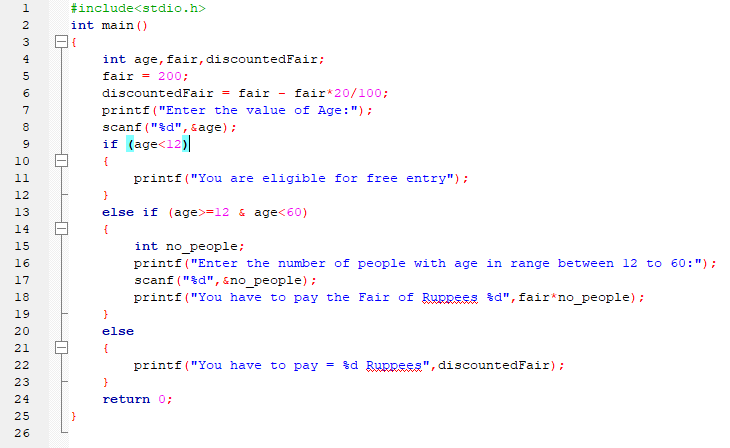 1 #include<stdio.h>
2 int main()
3 {
4 int age,fair,discountedFair;
5 fair = 200;
6 discountedFair = fair - fair*20/100;
7 printf("Enter the value of Age:");
8 scanf("%d",&age);
9 if (age<12)
10 {
11 printf("You are eligible for free entry");
12 }
13 else if (age>=12 & age<60)
14 {
15 int no_people;
16 printf("Enter the number of people with age in range between 12 to 60:");
17 scanf("%d",&no_people);
18 printf("You have to pay the Fair of Ruppees %d",fair*no_people);
19 }
20 else
21 {
22 printf("You have to pay = %d Ruppees",discountedFair);
23 }
24 return 0;
25 }
26